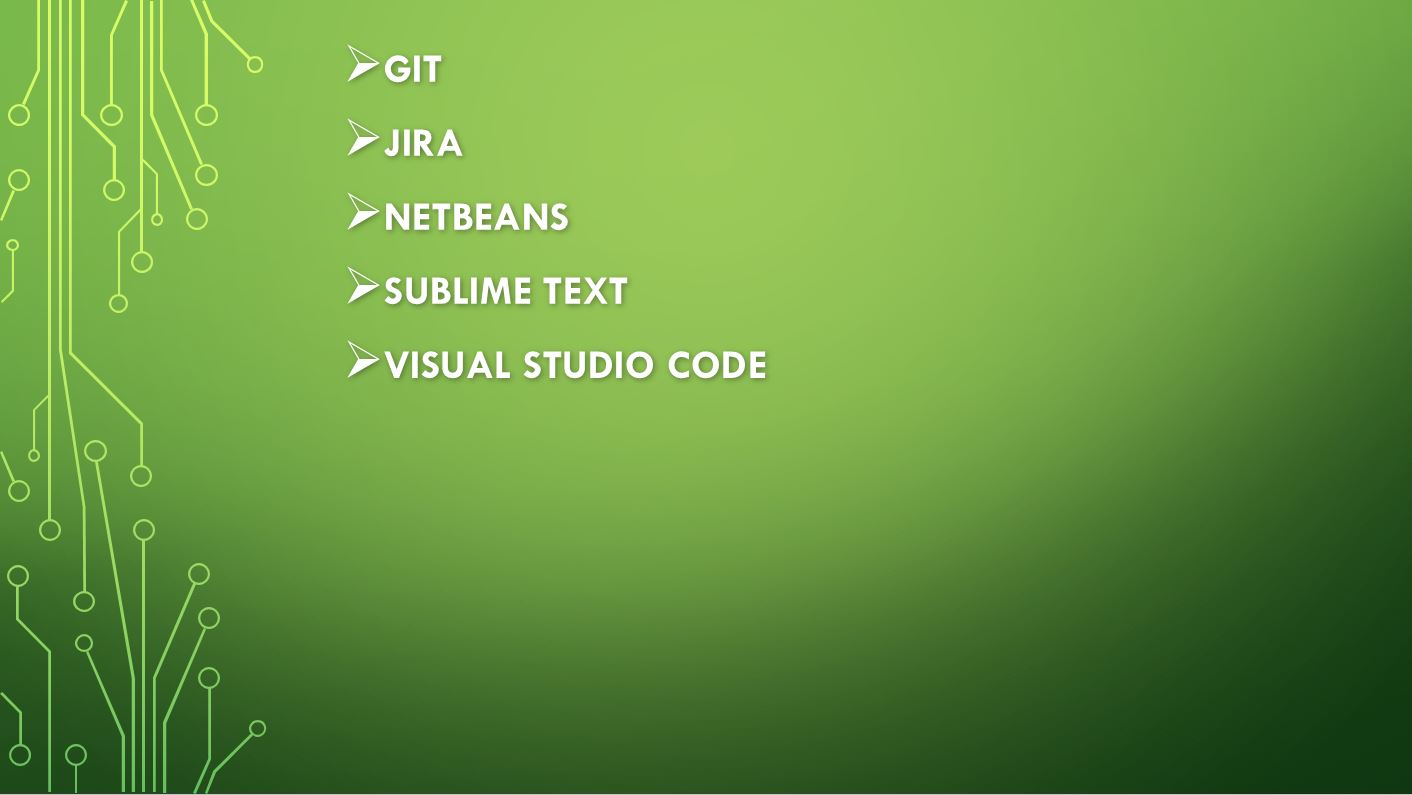 GIT
JIRA
NETBEANS
SUBLIME TEXT
VISUAL STUDIO CODE